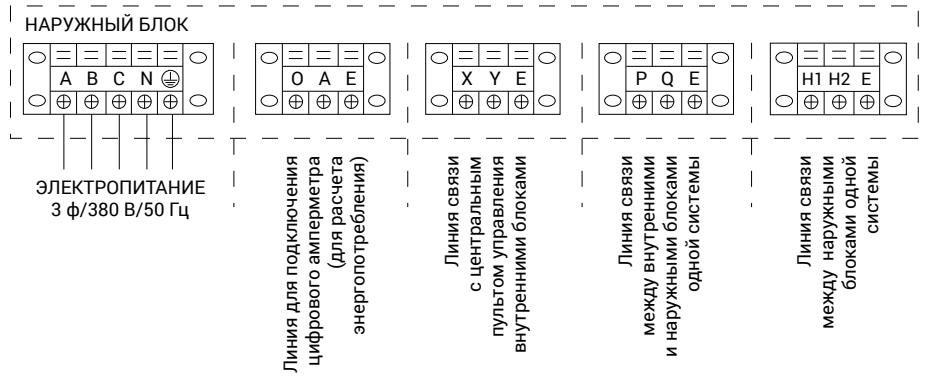 НАРУЖНЫЙ БЛОК
A B C N
O A E
X Y E
P Q E
H1 H2 E
ЭЛЕКТРОПИТАНИЕ
3 ф/380 В/50 Гц
Линия для подключения
цифрового амперметра
(для расчета
энергопотребления)
Линия связи
с центральным
пультом управления
внутренними блоками
Линия связи
между внутренними
и наружными блоками
одной системы
Линия связи
между наружными
блоками одной
системы